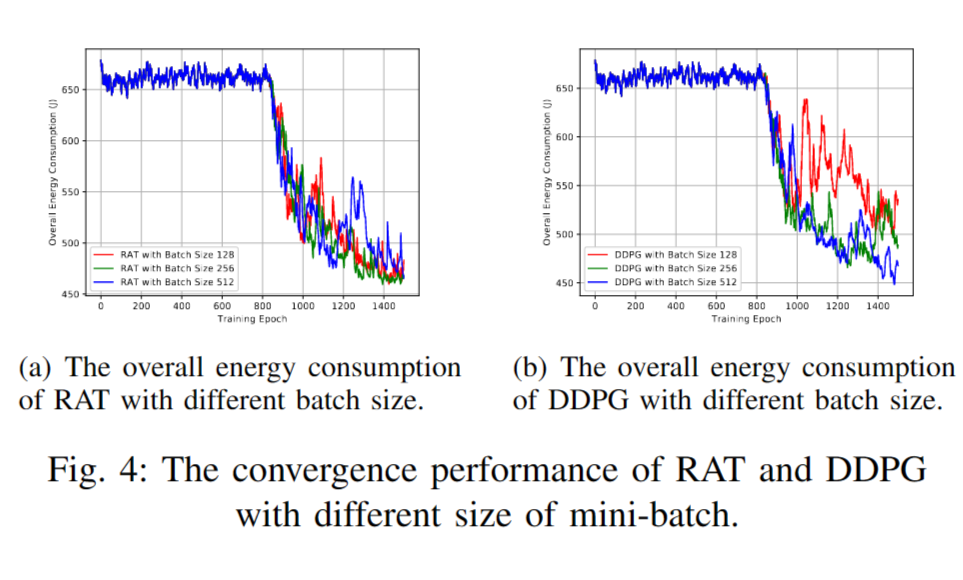 Overall Energy Consumption (J)
650
600
550
500
450
RAT with Batch Size 128
RAT with Batch Size 256
RAT with Batch Size 512
0 200 400 600 800 1000 1200 1400
Training Epoch
(a) The overall energy consumption
of RAT with different batch size.
Overall Energy Consumption (J)
650
600
550
500
450
DDPG with Batch Size 128
DDPG with Batch Size 256
DDPG with Batch Size 512
0 200 400 600 800 1000 1200 1400
Training Epoch
(b) The overall energy consumption
of DDPG with different batch size.
Fig. 4: The convergence performance of RAT and DDPG
with different size of mini-batch.